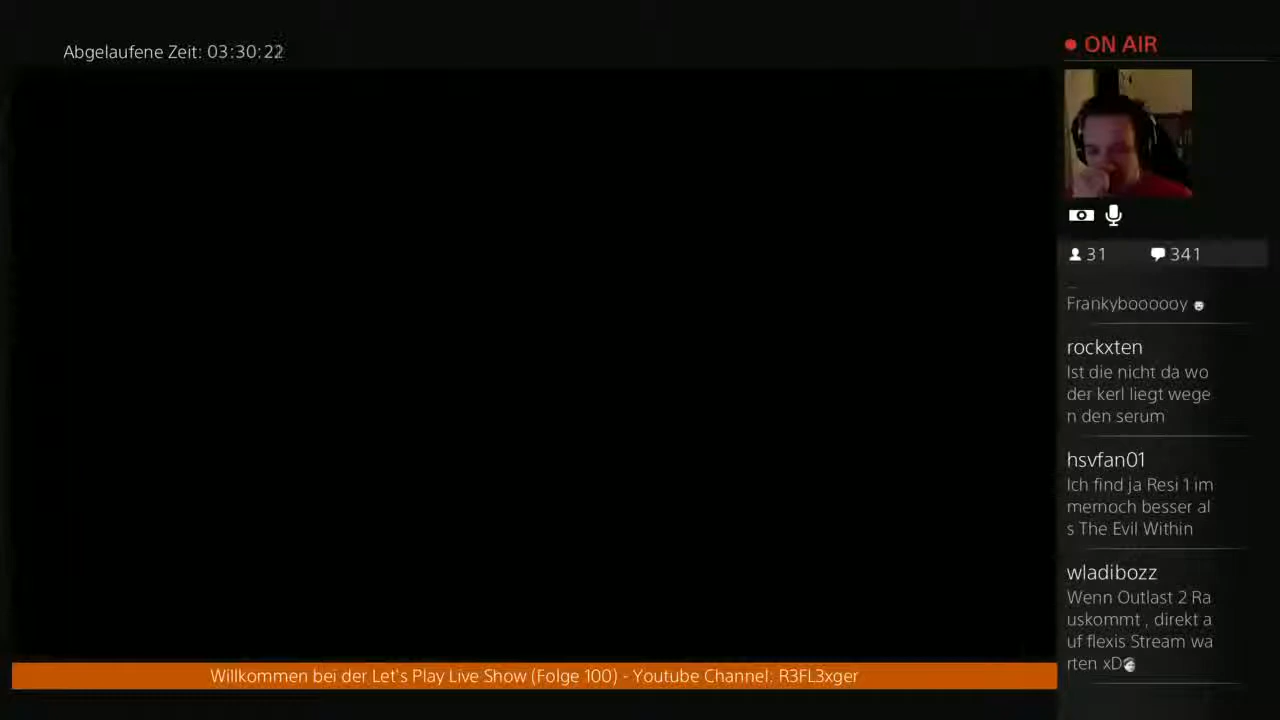 Abgelaufene Zeit: 03:30:22
ON AIR
31 341
Frankyboooooy
rockxten
Ist die nicht da wo
der kerl liegt wege
n den serum
hsvfan01
Ich find ja Resi 1 im
mernoch besser al
s The Evil Within
wladibozz
Wenn Outlast 2 Ra
uskommt , direkt a
uf flexis Stream wa
rten xD
Willkommen bei der Let's Play Live Show (Folge 100) - Youtube Channel: R3FL3xger